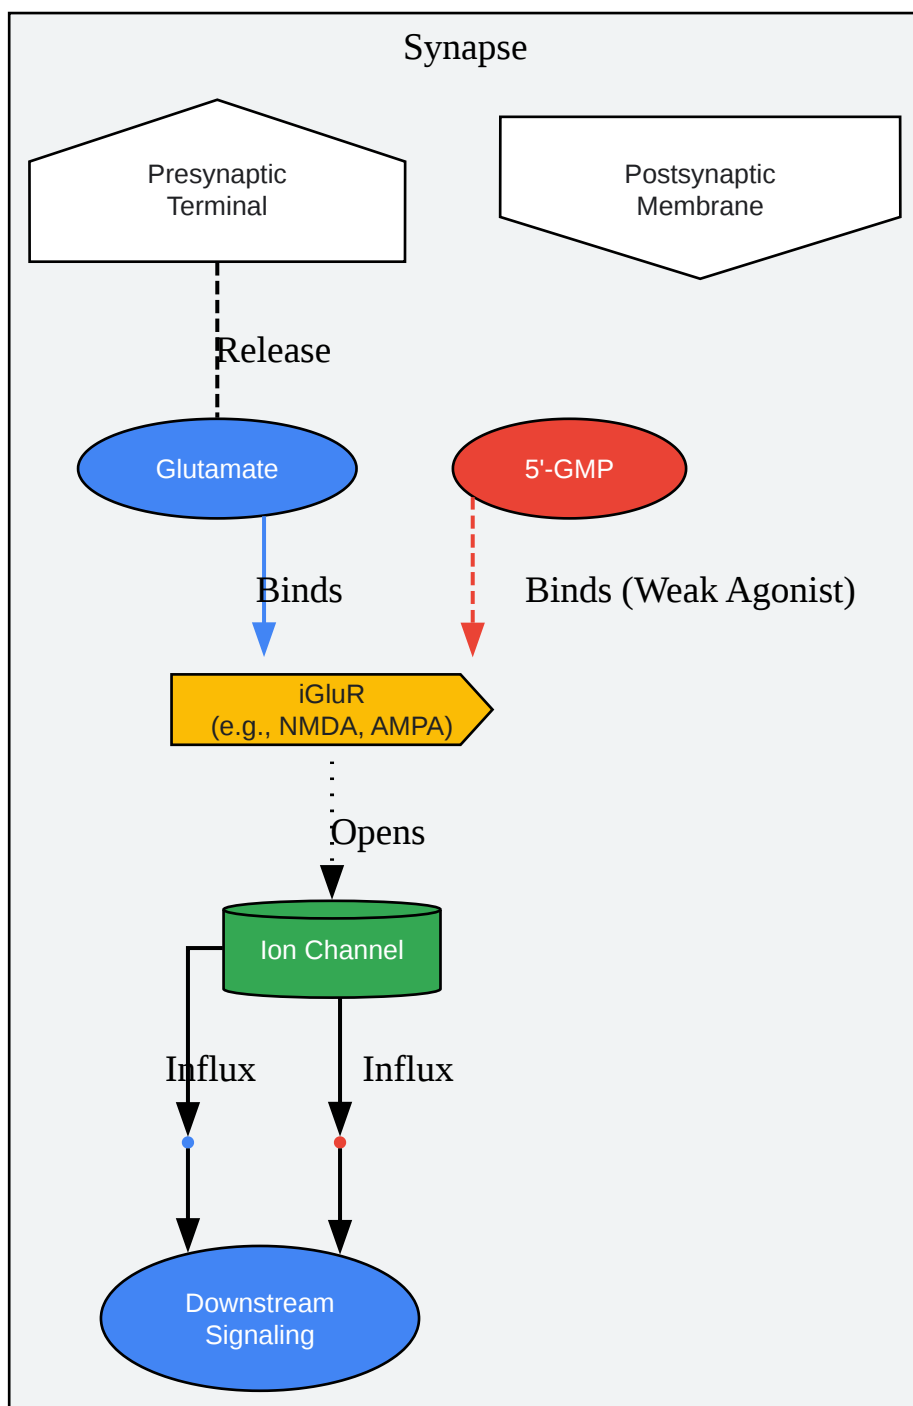 Synapse
Presynaptic
Terminal
Postsynaptic
Membrane
Release
Glutamate
5'-GMP
Binds
Binds (Weak Agonist)
iGluR
(e.g., NMDA, AMPA)
Opens
Ion Channel
Influx
Influx
Downstream
Signaling